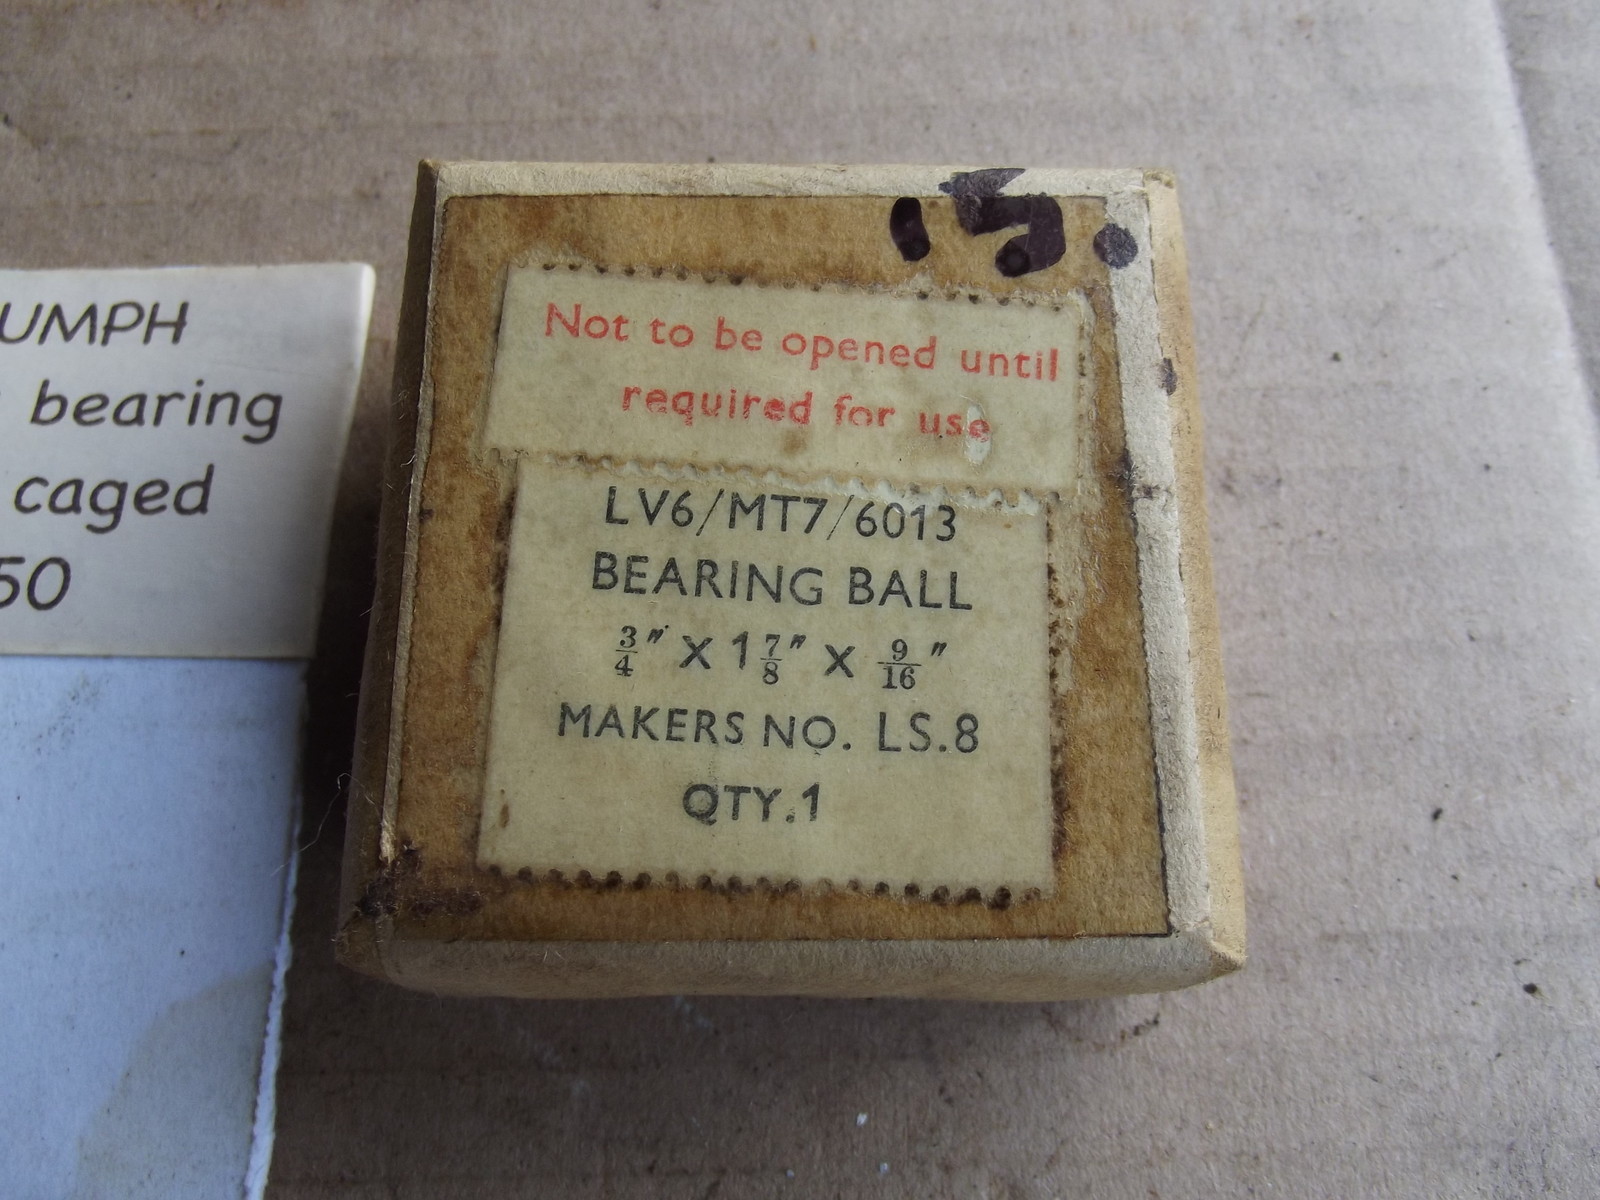 UMPH
bearing
caged
50
15.
Not to be opened until
required for use
LV6/MT7/6013
BEARING BALL
3/4" X 1 7/8" X 9/16"
MAKERS NO. LS.8
QTY.1